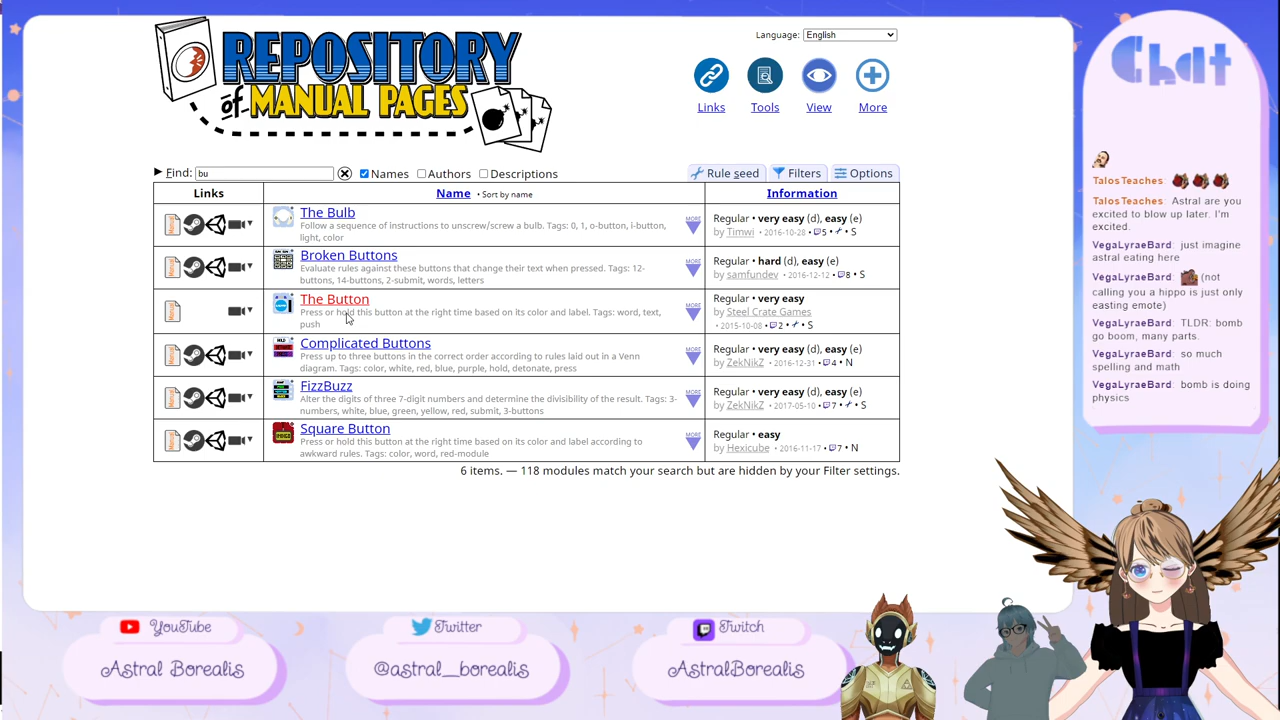 REPOSITORY
of MANUAL PAGES
Language: English
Links
Tools
View
More
Find: bu
Names
Authors
Descriptions
Rule seed
Filters
Options
Links
Name • Sort by name
Information
The Bulb
Follow a sequence of instructions to unscrew/screw a bulb. Tags: 0, 1, o-button, i-button,
light, color
MORE
Regular • very easy (d), easy (e)
by Timwi • 2016-10-28 • 5 • • S
Broken Buttons
Evaluate rules against these buttons that change their text when pressed. Tags: 12-
buttons, 14-buttons, 2-submit, words, letters
MORE
Regular • hard (d), easy (e)
by samfundev • 2016-12-12 • 8 • S
The Button
Press or hold this button at the right time based on its color and label. Tags: word, text,
push
MORE
Regular • very easy
by Steel Crate Games
• 2015-10-08 • 2 • • S
Complicated Buttons
Press up to three buttons in the correct order according to rules laid out in a Venn
diagram. Tags: color, white, red, blue, purple, hold, detonate, press
MORE
Regular • very easy (d), easy (e)
by ZekNikZ • 2016-12-31 • 4 • N
FizzBuzz
Alter the digits of three 7-digit numbers and determine the divisibility of the result. Tags: 3-
numbers, white, blue, green, yellow, red, submit, 3-buttons
MORE
Regular • very easy (d), easy (e)
by ZekNikZ • 2017-05-10 • 7 • • S
Square Button
Press or hold this button at the right time based on its color and label according to
awkward rules. Tags: color, word, red-module
MORE
Regular • easy
by Hexicube • 2016-11-17 • 7 • N
6 items. — 118 modules match your search but are hidden by your Filter settings.
Chat
TalosTeaches:
TalosTeaches: Astral are you
excited to blow up later. I'm
excited.
VegaLyraeBard: just imagine
astral eating here
VegaLyraeBard: (not
calling you a hippo is just only
easting emote)
VegaLyraeBard: TLDR: bomb
go boom, many parts.
VegaLyraeBard: so much
spelling and math
VegaLyraeBard: bomb is doing
physics
YouTube
Astral Borealis
Twitter
@astral__borealis
Twitch
AstralBorealis